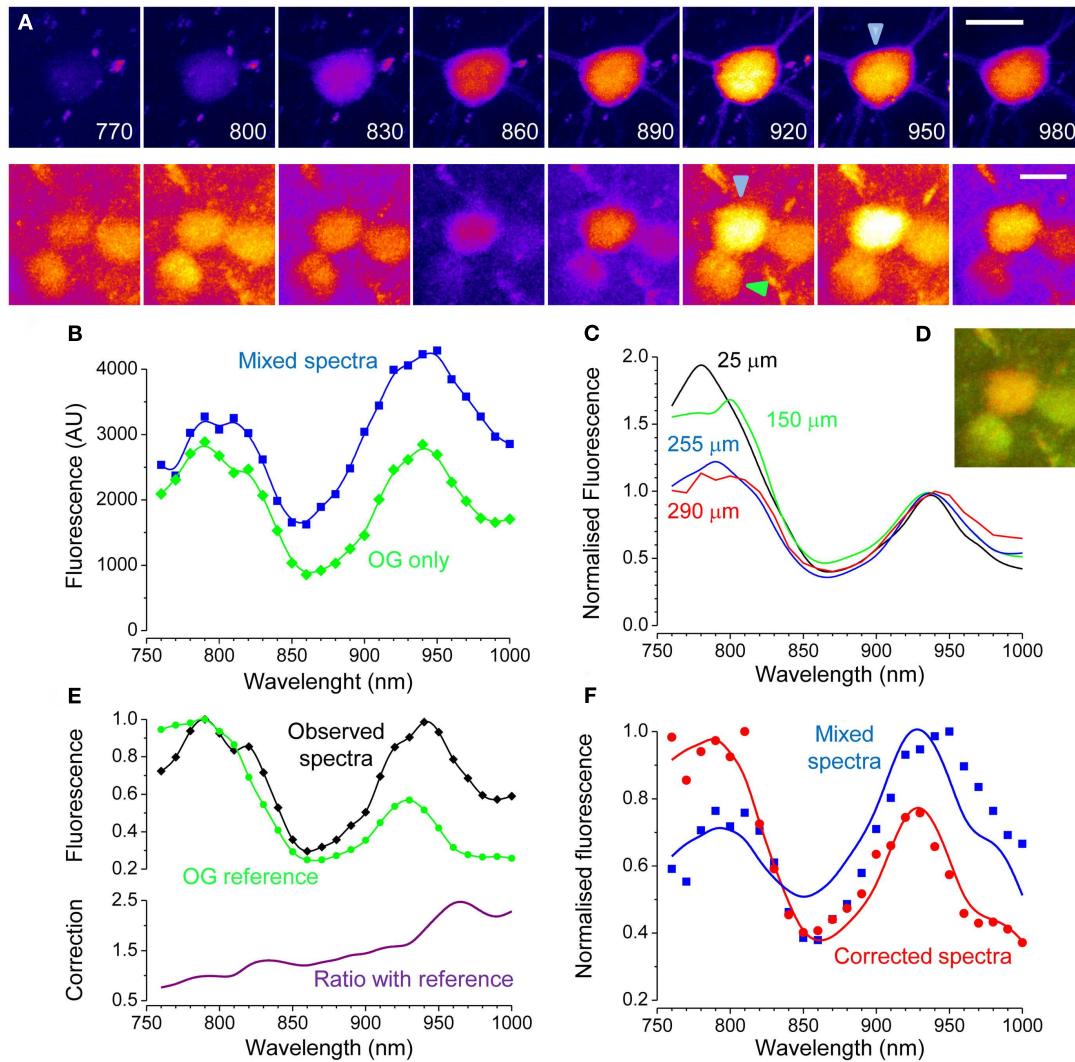 A
770 800 830 860 890 920 950 980
B
Mixed spectra
OG only
Fluorescence (AU)
4000
3000
2000
1000
0
750 800 850 900 950 1000
Wavelenght (nm)
C
25 μm
150 μm
255 μm
290 μm
Normalised Fluorescence
2.0
1.5
1.0
0.5
0.0
750 800 850 900 950 1000
Wavelength (nm)
D
E
Observed
spectra
OG reference
Fluorescence
1.0
0.8
0.6
0.4
0.2
Ratio with reference
Correction
2.5
1.5
0.5
750 800 850 900 950 1000
Wavelength (nm)
F
Mixed
spectra
Corrected spectra
Normalised fluorescence
1.0
0.8
0.6
0.4
0.2
750 800 850 900 950 1000
Wavelength (nm)